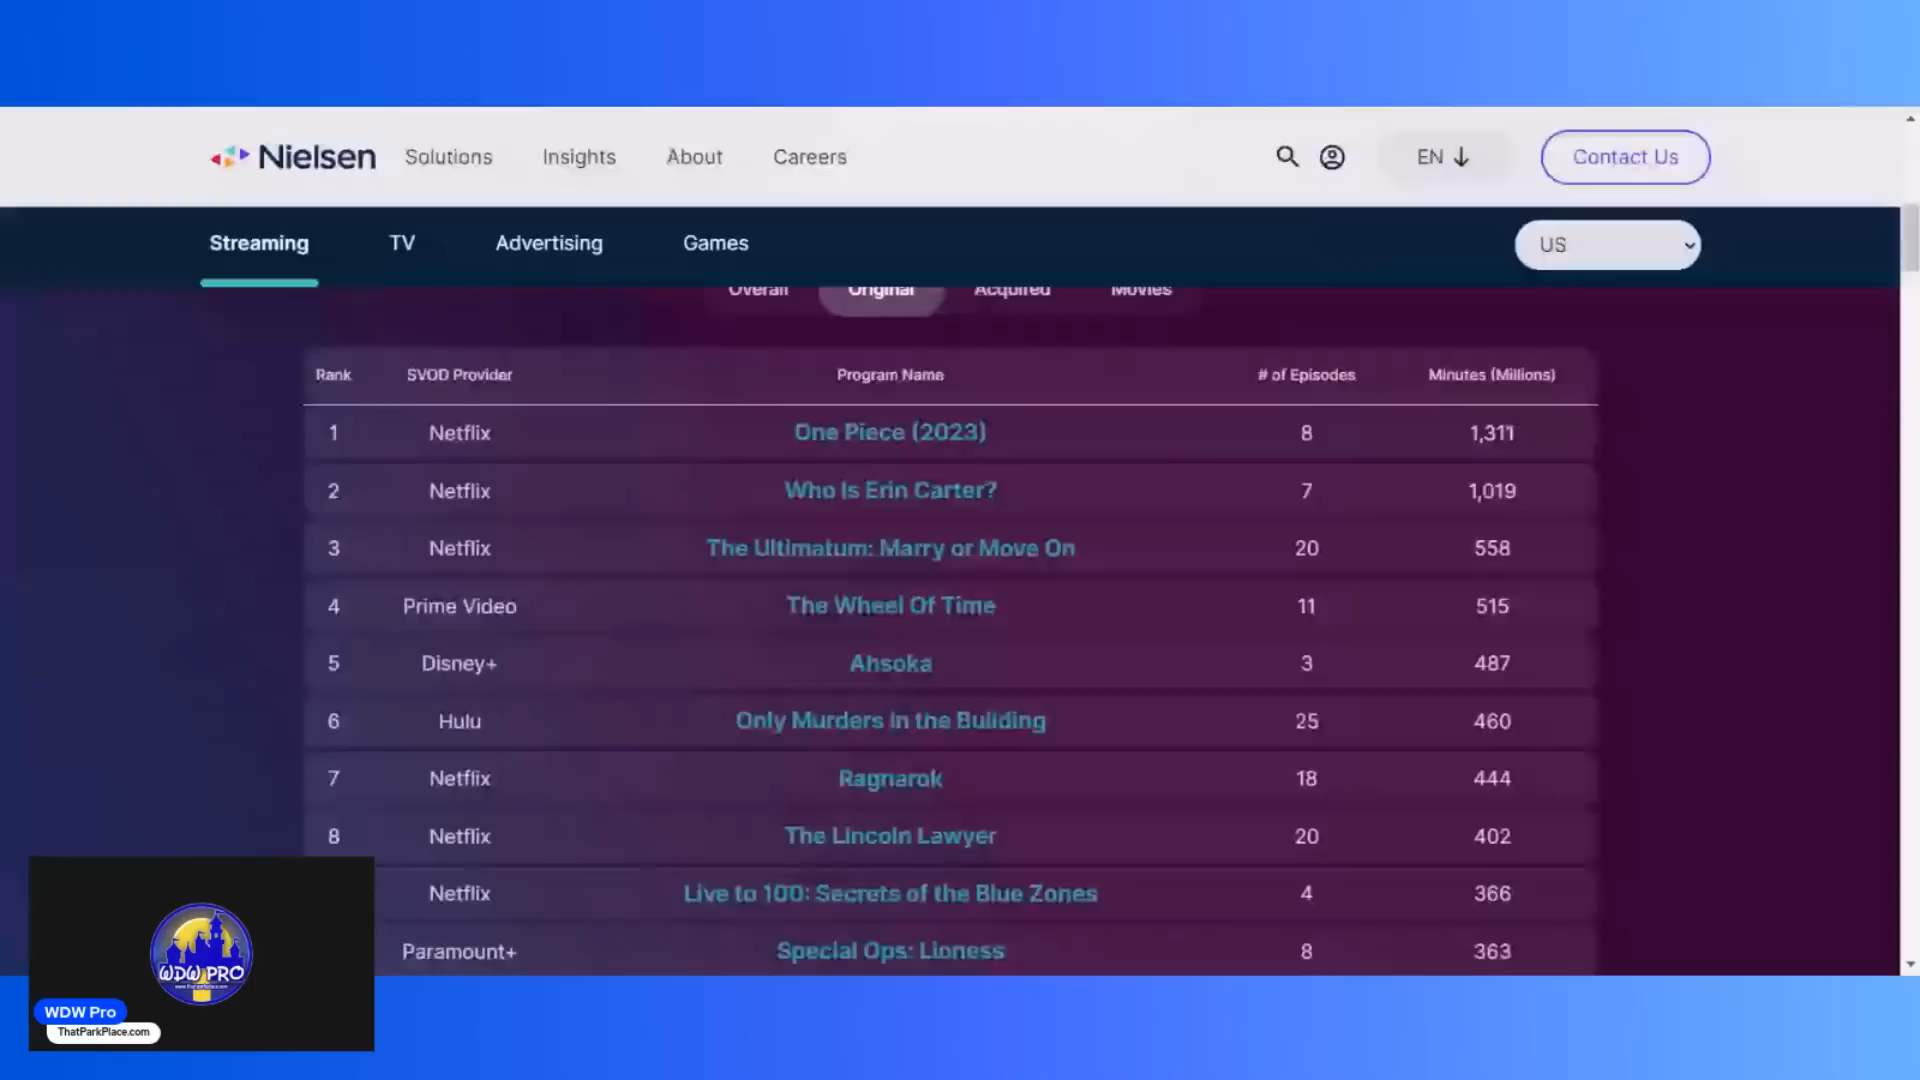 Nielsen Solutions Insights About Careers EN Contact Us
Streaming TV Advertising Games US
Overall Original Acquired Movies
Rank SVOD Provider Program Name # of Episodes Minutes (Millions)
1 Netflix One Piece (2023) 8 1,311
2 Netflix Who Is Erin Carter? 7 1,019
3 Netflix The Ultimatum: Marry or Move On 20 558
4 Prime Video The Wheel Of Time 11 515
5 Disney+ Ahsoka 3 487
6 Hulu Only Murders in the Building 25 460
7 Netflix Ragnarok 18 444
8 Netflix The Lincoln Lawyer 20 402
Netflix Live to 100: Secrets of the Blue Zones 4 366
Paramount+ Special Ops: Lioness 8 363
WDW PRO
WDW Pro
ThatParkPlace.com